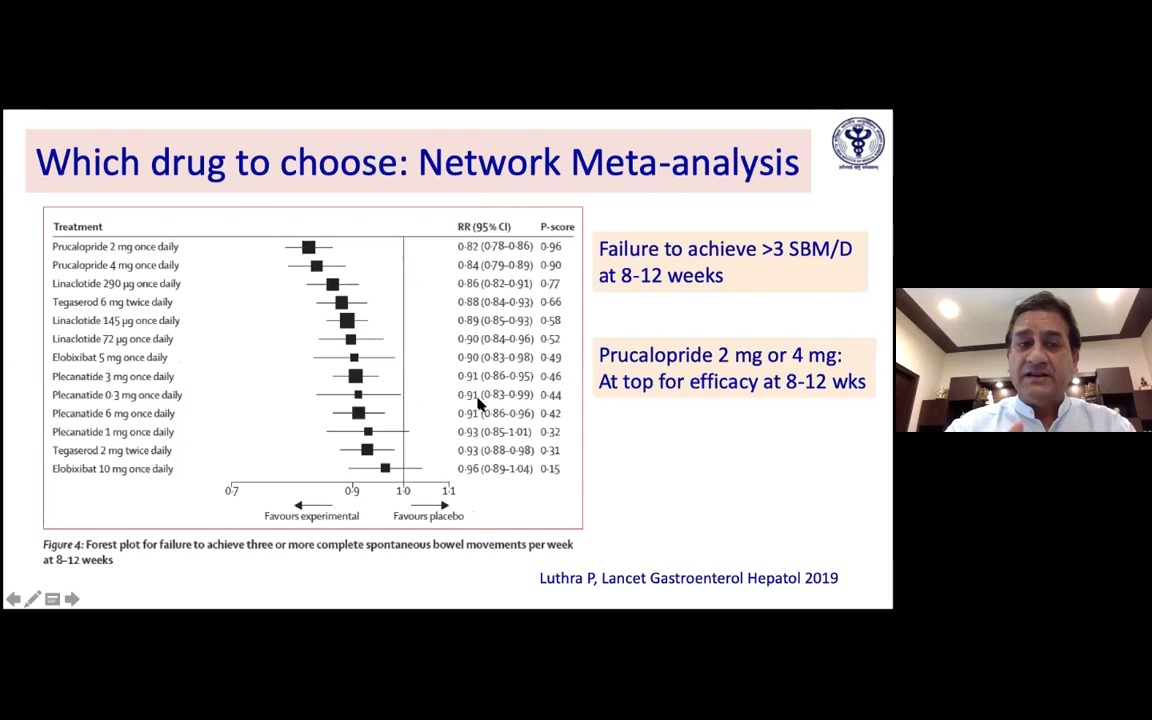 Which drug to choose: Network Meta-analysis
Treatment RR (95% CI) P-score
Prucalopride 2 mg once daily 0·82 (0·78–0·86) 0·96
Prucalopride 4 mg once daily 0·84 (0·79–0·89) 0·90
Linaclotide 290 µg once daily 0·86 (0·82–0·91) 0·77
Tegaserod 6 mg twice daily 0·88 (0·84–0·93) 0·66
Linaclotide 145 µg once daily 0·89 (0·85–0·93) 0·58
Linaclotide 72 µg once daily 0·90 (0·84–0·96) 0·52
Elobixibat 5 mg once daily 0·90 (0·83–0·98) 0·49
Plecanatide 3 mg once daily 0·91 (0·86–0·95) 0·46
Plecanatide 0·3 mg once daily 0·91 (0·83–0·99) 0·44
Plecanatide 6 mg once daily 0·91 (0·86–0·96) 0·42
Plecanatide 1 mg once daily 0·93 (0·85–1·01) 0·32
Tegaserod 2 mg twice daily 0·93 (0·88–0·98) 0·31
Elobixibat 10 mg once daily 0·96 (0·89–1·04) 0·15
0·7 0·9 1·0 1·1
Favours experimental Favours placebo
Figure 4: Forest plot for failure to achieve three or more complete spontaneous bowel movements per week
at 8–12 weeks
Failure to achieve >3 SBM/D
at 8-12 weeks
Prucalopride 2 mg or 4 mg:
At top for efficacy at 8-12 wks
Luthra P, Lancet Gastroenterol Hepatol 2019